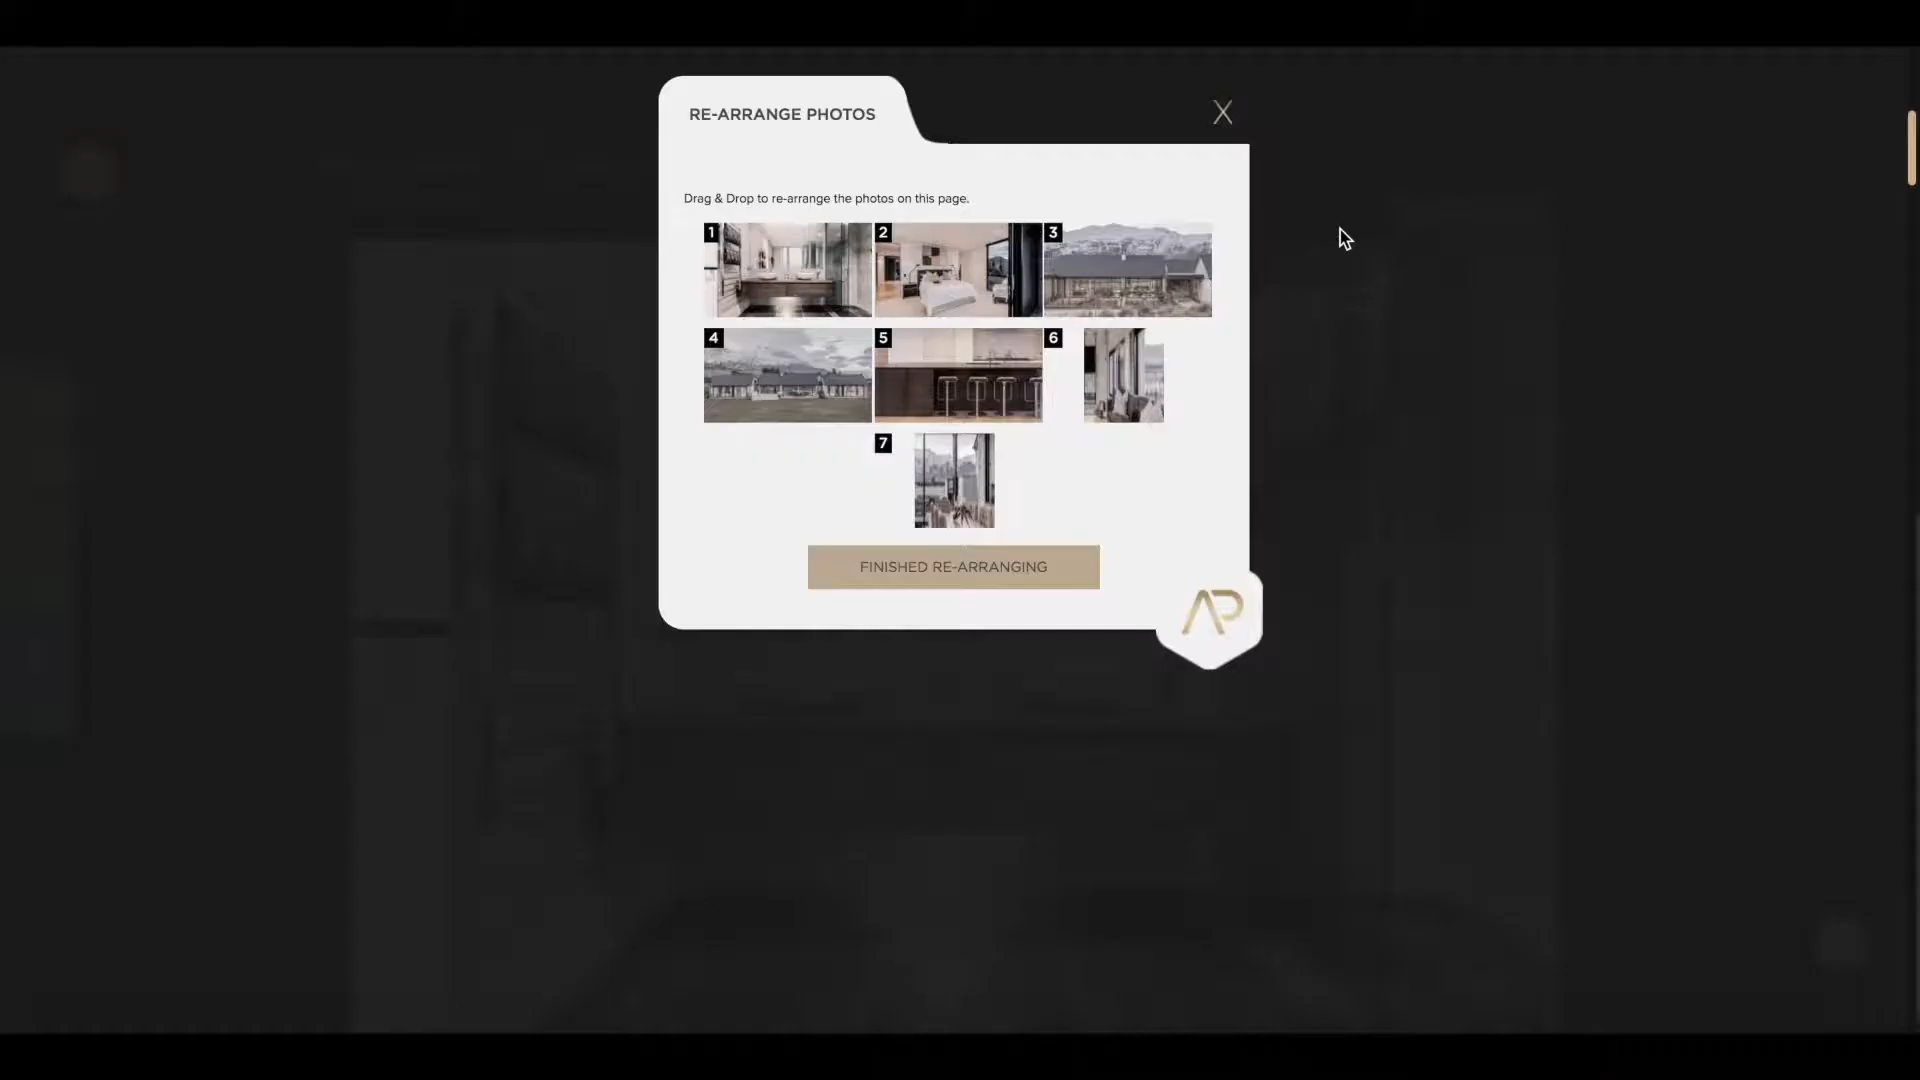 RE-ARRANGE PHOTOS
X
Drag & Drop to re-arrange the photos on this page.
1 2 3
4 5 6
7
FINISHED RE-ARRANGING
AP